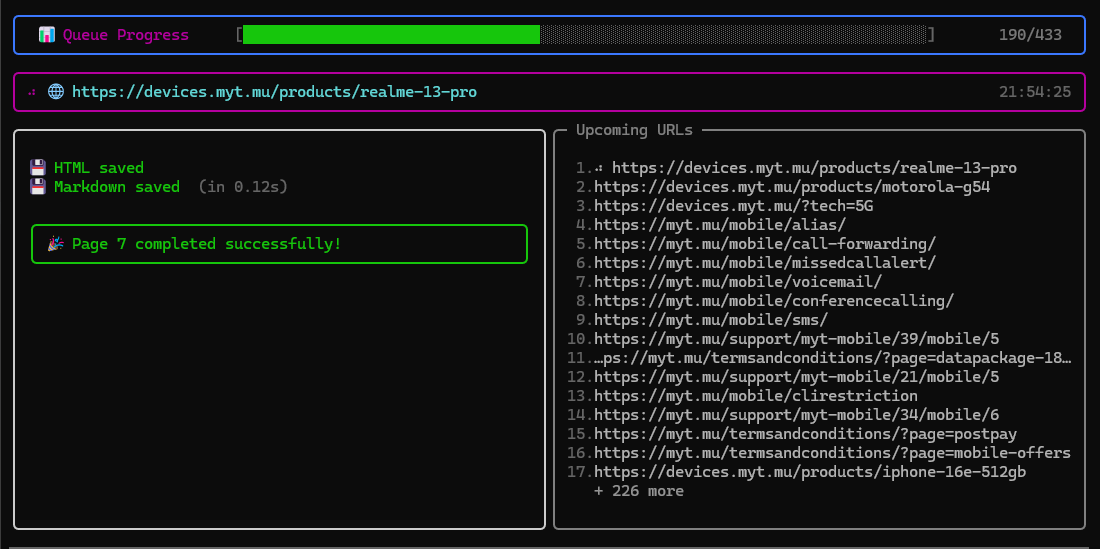 Queue Progress [ ] 190/433
https://devices.myt.mu/products/realme-13-pro 21:54:25
HTML saved
Markdown saved (in 0.12s)
Page 7 completed successfully!
Upcoming URLs
1. https://devices.myt.mu/products/realme-13-pro
2.https://devices.myt.mu/products/motorola-g54
3.https://devices.myt.mu/?tech=5G
4.https://myt.mu/mobile/alias/
5.https://myt.mu/mobile/call-forwarding/
6.https://myt.mu/mobile/missedcallalert/
7.https://myt.mu/mobile/voicemail/
8.https://myt.mu/mobile/conferencecalling/
9.https://myt.mu/mobile/sms/
10.https://myt.mu/support/myt-mobile/39/mobile/5
11.…ps://myt.mu/termsandconditions/?page=datapackage-18…
12.https://myt.mu/support/myt-mobile/21/mobile/5
13.https://myt.mu/mobile/clirestriction
14.https://myt.mu/support/myt-mobile/34/mobile/6
15.https://myt.mu/termsandconditions/?page=postpay
16.https://myt.mu/termsandconditions/?page=mobile-offers
17.https://devices.myt.mu/products/iphone-16e-512gb
+ 226 more